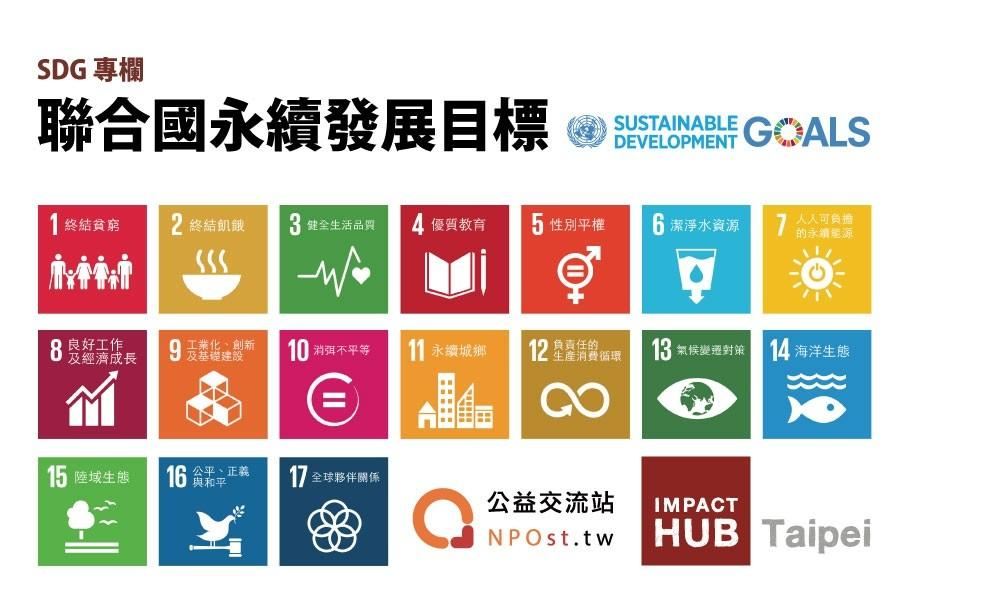 SDG 專欄
聯合國永續發展目標
SUSTAINABLE
DEVELOPMENT
GOALS
1 終結貧窮
2 終結飢餓
3 健全生活品質
4 優質教育
5 性別平權
6 潔淨水資源
7 人人可負擔
的永續能源
8 良好工作
及經濟成長
9 工業化、創新
及基礎建設
10 消弭不平等
11 永續城鄉
12 負責任的
生產消費循環
13 氣候變遷對策
14 海洋生態
15 陸域生態
16 公平、正義
與和平
17 全球夥伴關係
公益交流站
NPOst.tw
IMPACT
HUB
Taipei